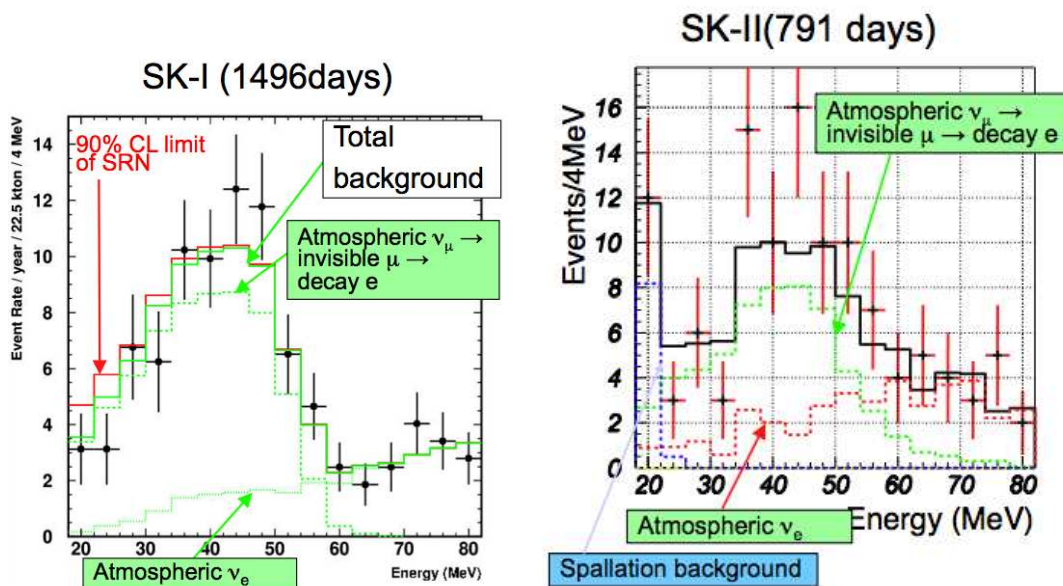 SK-I (1496days)
Event Rate / year / 22.5 kton / 4 MeV
14
12
10
8
6
4
2
0
90% CL limit
of SRN
Total
background
Atmospheric νμ →
invisible μ →
decay e
Atmospheric νe
20 30 40 50 60 70 80
Energy (MeV)
SK-II(791 days)
Events/4MeV
16
14
12
10
8
6
4
2
0
Atmospheric νμ →
invisible μ → decay e
20 30 40 50 60 70 80
Energy (MeV)
Atmospheric νe
Spallation background